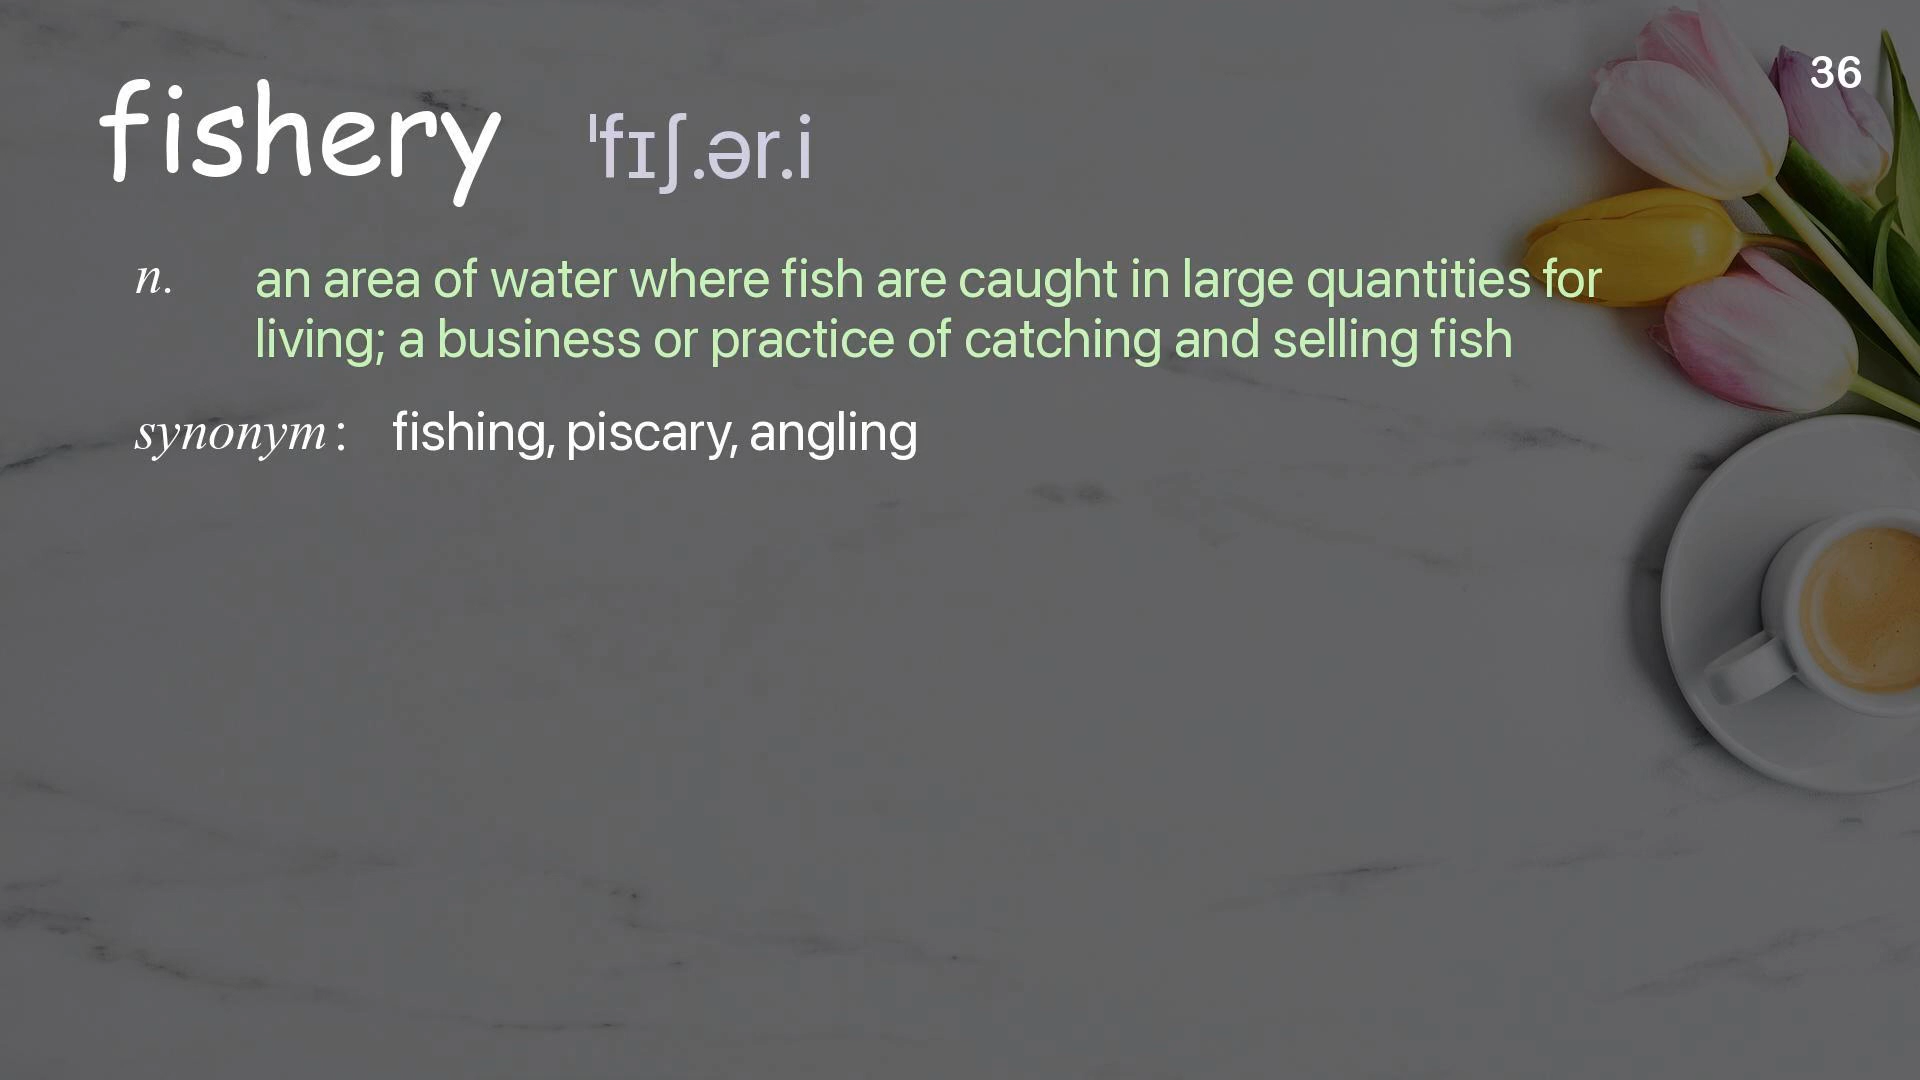 36
fishery ˈfɪʃ.ər.i
n. an area of water where fish are caught in large quantities for
living; a business or practice of catching and selling fish
synonym: fishing, piscary, angling